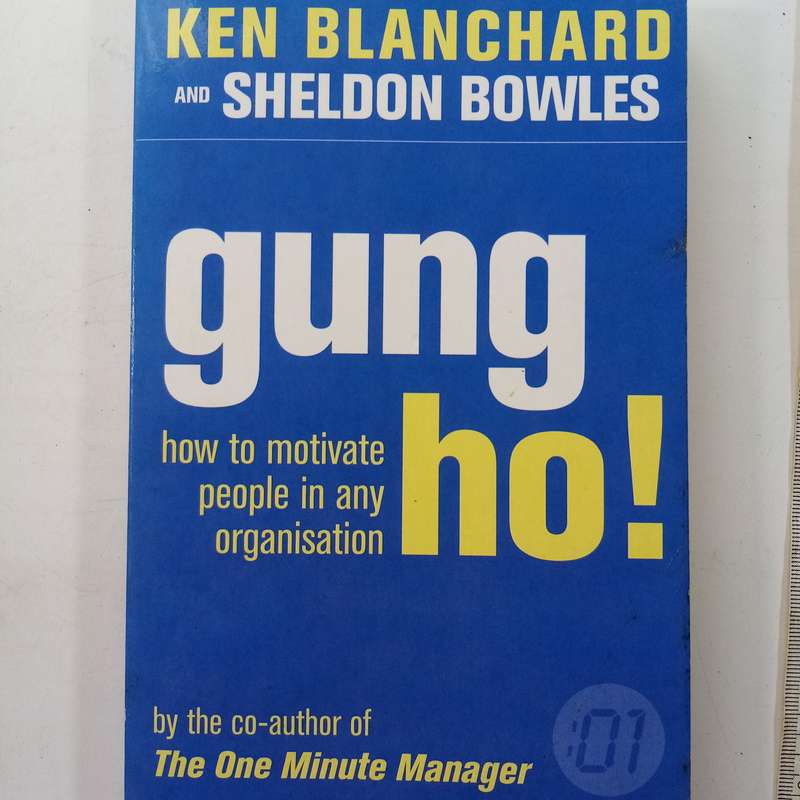 KEN BLANCHARD
AND SHELDON BOWLES
gung
ho!
how to motivate
people in any
organisation
by the co-author of
The One Minute Manager
:01